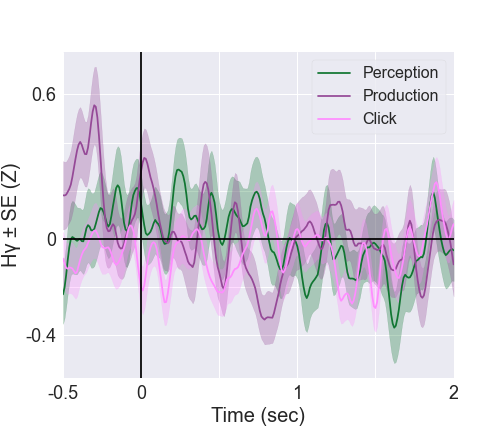 Perception
Production
Click
0.6
0
-0.4
Hγ ± SE (Z)
-0.5
0
1
2
Time (sec)